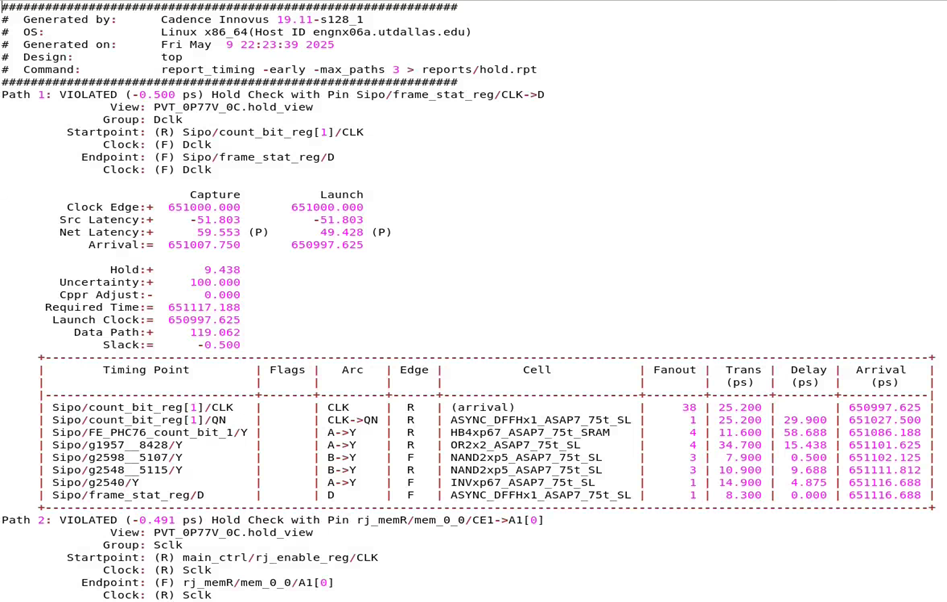 ##########################################################
# Generated by: Cadence Innovus 19.11-s128_1
# OS: Linux x86_64(Host ID engnx06a.utdallas.edu)
# Generated on: Fri May 9 22:23:39 2025
# Design: top
# Command: report_timing -early -max_paths 3 > reports/hold.rpt
##########################################################
Path 1: VIOLATED (-0.500 ps) Hold Check with Pin Sipo/frame_stat_reg/CLK->D
View: PVT_0P77V_0C.hold_view
Group: Dclk
Startpoint: (R) Sipo/count_bit_reg[1]/CLK
Clock: (F) Dclk
Endpoint: (F) Sipo/frame_stat_reg/D
Clock: (F) Dclk
Capture Launch
Clock Edge:+ 651000.000 651000.000
Src Latency:+ -51.803 -51.803
Net Latency:+ 59.553 (P) 49.428 (P)
Arrival:= 651007.750 650997.625
Hold:+ 9.438
Uncertainty:+ 100.000
Cppr Adjust:- 0.000
Required Time:= 651117.188
Launch Clock:= 650997.625
Data Path:+ 119.062
Slack:= -0.500
+--------------------------------------------------------------------------------------------------------------+
| Timing Point | Flags | Arc | Edge | Cell | Fanout | Trans | Delay | Arrival |
| | | | | | | (ps) | (ps) | (ps) |
|--------------------------+-------+---------+------+------------------------+--------+--------+--------+------------|
| Sipo/count_bit_reg[1]/CLK | | CLK | R | (arrival) | 38 | 25.200 | | 650997.625 |
| Sipo/count_bit_reg[1]/QN | | CLK->QN | R | ASYNC_DFFHx1_ASAP7_75t_SL | 1 | 25.200 | 29.900 | 651027.500 |
| Sipo/FE_PHC76_count_bit_1/Y | | A->Y | R | HB4xp67_ASAP7_75t_SRAM | 4 | 11.600 | 58.688 | 651086.188 |
| Sipo/g1957__8428/Y | | A->Y | R | OR2x2_ASAP7_75t_SL | 4 | 34.700 | 15.438 | 651101.625 |
| Sipo/g2598__5107/Y | | B->Y | F | NAND2xp5_ASAP7_75t_SL | 3 | 7.900 | 0.500 | 651102.125 |
| Sipo/g2548__5115/Y | | B->Y | R | NAND2xp5_ASAP7_75t_SL | 3 | 10.900 | 9.688 | 651111.812 |
| Sipo/g2540/Y | | A->Y | F | INVxp67_ASAP7_75t_SL | 1 | 14.900 | 4.875 | 651116.688 |
| Sipo/frame_stat_reg/D | | D | F | ASYNC_DFFHx1_ASAP7_75t_SL | 1 | 8.300 | 0.000 | 651116.688 |
+--------------------------------------------------------------------------------------------------------------+
Path 2: VIOLATED (-0.491 ps) Hold Check with Pin rj_memR/mem_0_0/CE1->A1[0]
View: PVT_0P77V_0C.hold_view
Group: Sclk
Startpoint: (R) main_ctrl/rj_enable_reg/CLK
Clock: (R) Sclk
Endpoint: (F) rj_memR/mem_0_0/A1[0]
Clock: (R) Sclk